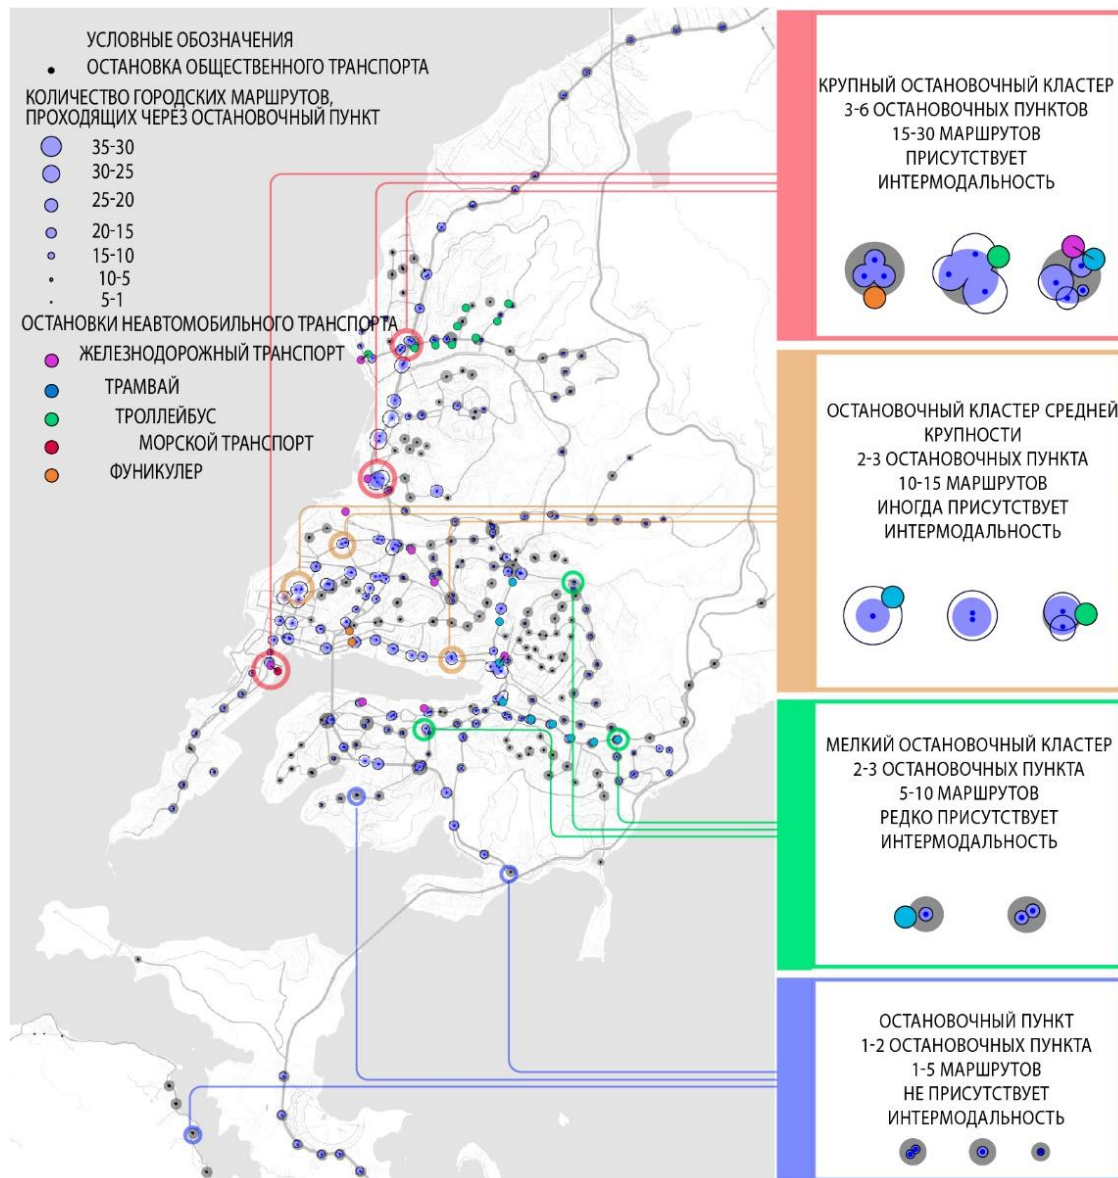 УСЛОВНЫЕ ОБОЗНАЧЕНИЯ
ОСТАНОВКА ОБЩЕСТВЕННОГО ТРАНСПОРТА
КОЛИЧЕСТВО ГОРОДСКИХ МАРШРУТОВ,
ПРОХОДЯЩИХ ЧЕРЕЗ ОСТАНОВОЧНЫЙ ПУНКТ
35-30
30-25
25-20
20-15
15-10
10-5
5-1
ОСТАНОВКИ НЕАВТОМОБИЛЬНОГО ТРАНСПОРТА
ЖЕЛЕЗНОДОРОЖНЫЙ ТРАНСПОРТ
ТРАМВАЙ
ТРОЛЛЕЙБУС
МОРСКОЙ ТРАНСПОРТ
ФУНИКУЛЕР
КРУПНЫЙ ОСТАНОВОЧНЫЙ КЛАСТЕР
3-6 ОСТАНОВОЧНЫХ ПУНКТОВ
15-30 МАРШРУТОВ
ПРИСУТСТВУЕТ
ИНТЕРМОДАЛЬНОСТЬ
ОСТАНОВОЧНЫЙ КЛАСТЕР СРЕДНЕЙ
КРУПНОСТИ
2-3 ОСТАНОВОЧНЫХ ПУНКТА
10-15 МАРШРУТОВ
ИНОГДА ПРИСУТСТВУЕТ
ИНТЕРМОДАЛЬНОСТЬ
МЕЛКИЙ ОСТАНОВОЧНЫЙ КЛАСТЕР
2-3 ОСТАНОВОЧНЫХ ПУНКТА
5-10 МАРШРУТОВ
РЕДКО ПРИСУТСТВУЕТ
ИНТЕРМОДАЛЬНОСТЬ
ОСТАНОВОЧНЫЙ ПУНКТ
1-2 ОСТАНОВОЧНЫХ ПУНКТА
1-5 МАРШРУТОВ
НЕ ПРИСУТСТВУЕТ
ИНТЕРМОДАЛЬНОСТЬ